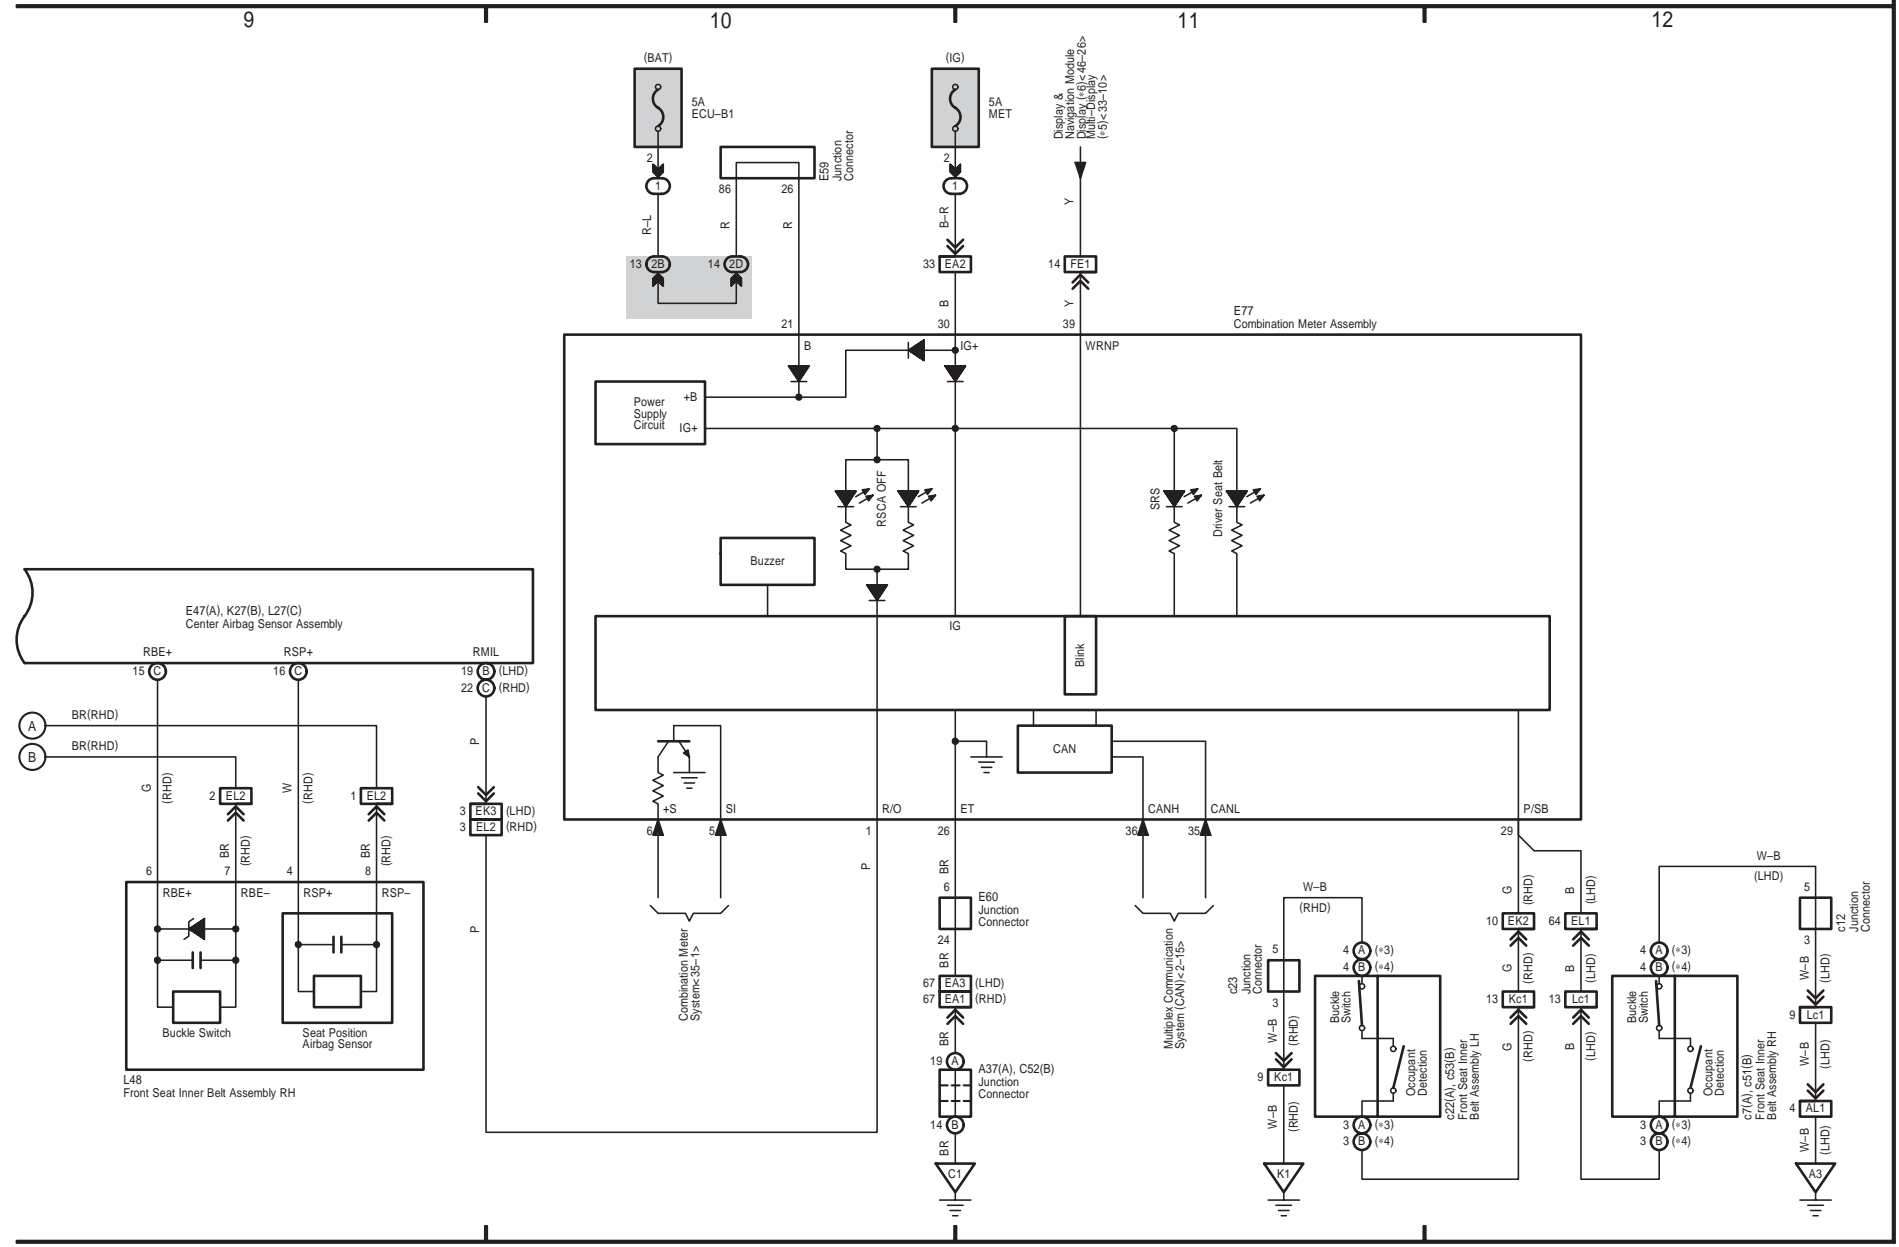 9
10
11
12
(BAT)
5A
ECU–B1
2
1
R–L
13
2B
14
2D
86
26
R
R
E59
Junction
Connector
(IG)
5A
MET
2
1
B–R
33
EA2
B
Display &
Navigation Module
Display (*6)<46–26>
Multi–Display
(*5)<33–10>
Y
14
FE1
Y
21
30
39
E77
Combination Meter Assembly
B
IG+
WRNP
Power
Supply
Circuit
+B
IG+
RSCA OFF
SRS
Driver Seat Belt
Buzzer
IG
Blink
CAN
+S
SI
R/O
ET
CANH
CANL
P/SB
6
5
1
26
36
35
29
E47(A), K27(B), L27(C)
Center Airbag Sensor Assembly
RBE+
RSP+
RMIL
15
C
16
C
19
B
(LHD)
22
C
(RHD)
A
BR(RHD)
B
BR(RHD)
G
(RHD)
2
EL2
W
(RHD)
1
EL2
P
3
EK3
(LHD)
3
EL2
(RHD)
BR
(RHD)
BR
(RHD)
6
7
4
8
RBE+
RBE–
RSP+
RSP–
Buckle Switch
Seat Position
Airbag Sensor
L48
Front Seat Inner Belt Assembly RH
P
P
Combination Meter
System<35–1>
BR
6
E60
Junction
Connector
24
BR
67
EA3
(LHD)
67
EA1
(RHD)
BR
19
A
A37(A), C52(B)
Junction
Connector
14
B
BR
C1
Multiplex Communication
System (CAN)<2–15>
W–B
(RHD)
5
c23
Junction
Connector
3
W–B
(RHD)
9
Kc1
W–B
(RHD)
K1
4
A
(*3)
4
B
(*4)
Buckle
Switch
Occupant
Detection
c22(A), c53(B)
Front Seat Inner
Belt Assembly LH
3
A
(*3)
3
B
(*4)
G
(RHD)
10
EK2
G
(RHD)
13
Kc1
G
(RHD)
B
(LHD)
64
EL1
B
(LHD)
13
Lc1
B
(LHD)
W–B
(LHD)
4
A
(*3)
4
B
(*4)
Buckle
Switch
Occupant
Detection
c7(A), c51(B)
Front Seat Inner
Belt Assembly RH
3
A
(*3)
3
B
(*4)
5
c12
Junction
Connector
3
W–B
(LHD)
9
Lc1
W–B
(LHD)
4
AL1
W–B
(LHD)
A3